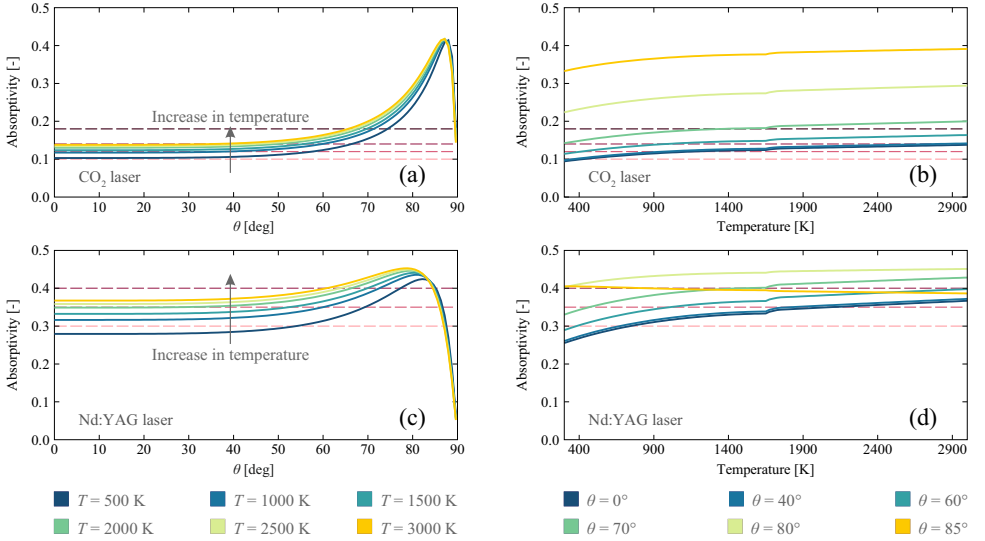 0.5
0.4
0.3
0.2
0.1
0.0
Absorptivity [-]
Increase in temperature
CO₂ laser
(a)
0 10 20 30 40 50 60 70 80 90
θ [deg]
0.5
0.4
0.3
0.2
0.1
0.0
Absorptivity [-]
CO₂ laser
(b)
400 900 1400 1900 2400 2900
Temperature [K]
0.5
0.4
0.3
0.2
0.1
0.0
Absorptivity [-]
Increase in temperature
Nd:YAG laser
(c)
0 10 20 30 40 50 60 70 80 90
θ [deg]
0.5
0.4
0.3
0.2
0.1
0.0
Absorptivity [-]
Nd:YAG laser
(d)
400 900 1400 1900 2400 2900
Temperature [K]
T = 500 K T = 1000 K T = 1500 K
T = 2000 K T = 2500 K T = 3000 K
θ = 0° θ = 40° θ = 60°
θ = 70° θ = 80° θ = 85°